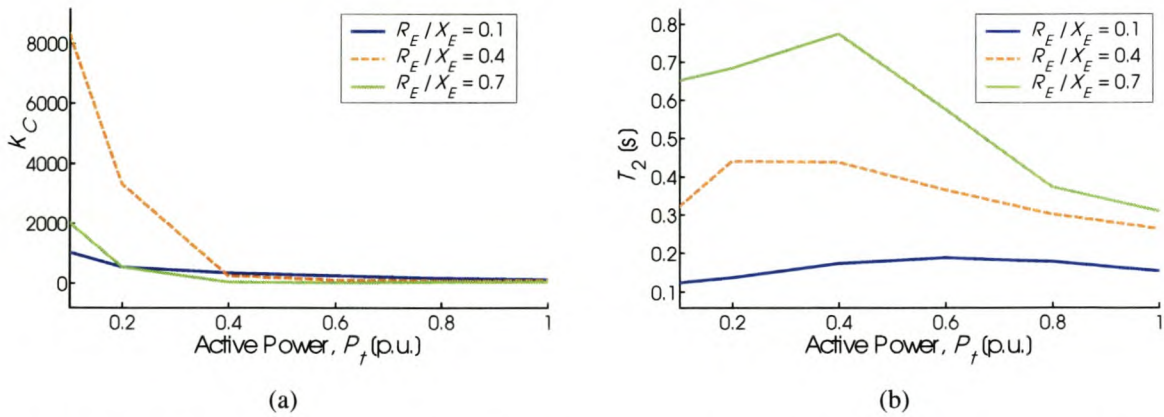 8000
6000
4000
2000
0
k_C
0.2 0.4 0.6 0.8 1
Active Power, P_t (p.u.)
R_E / X_E = 0.1
R_E / X_E = 0.4
R_E / X_E = 0.7
(a)
0.8
0.7
0.6
0.5
0.4
0.3
0.2
0.1
T_2 (s)
0.2 0.4 0.6 0.8 1
Active Power, P_t (p.u.)
R_E / X_E = 0.1
R_E / X_E = 0.4
R_E / X_E = 0.7
(b)